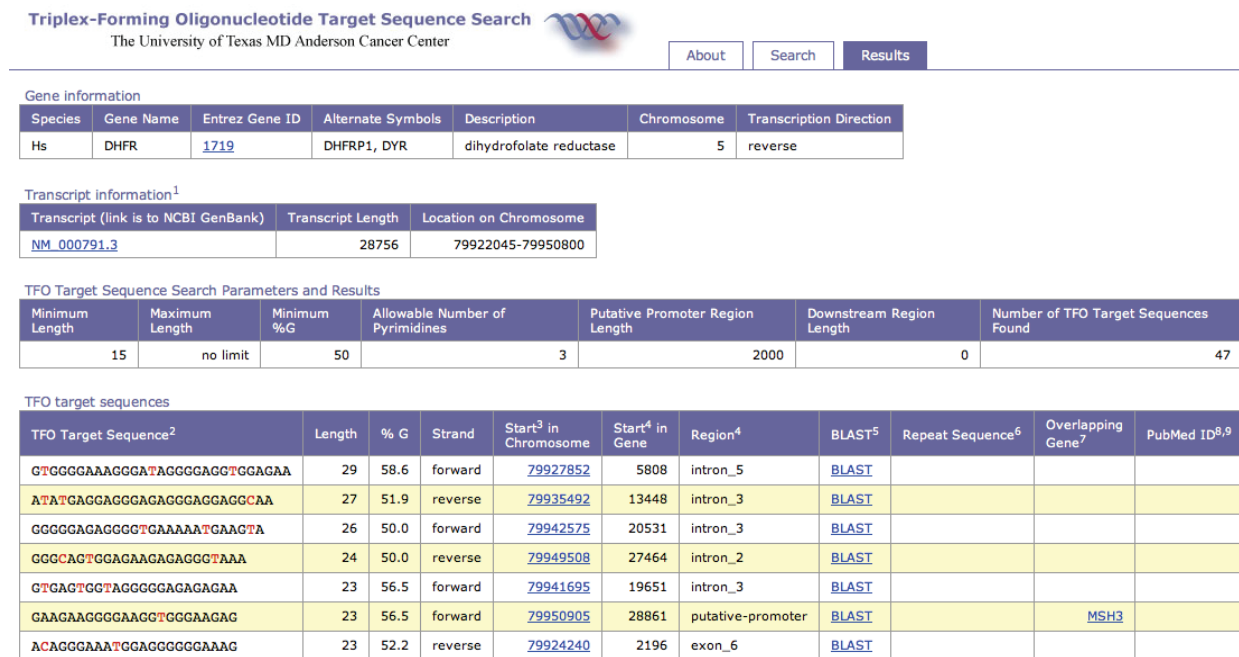 Triplex-Forming Oligonucleotide Target Sequence Search
The University of Texas MD Anderson Cancer Center
About Search Results
Gene information
Species Gene Name Entrez Gene ID Alternate Symbols Description Chromosome Transcription Direction
Hs DHFR 1719 DHFRP1, DYR dihydrofolate reductase 5 reverse
Transcript information1
Transcript (link is to NCBI GenBank) Transcript Length Location on Chromosome
NM_000791.3 28756 79922045-79950800
TFO Target Sequence Search Parameters and Results
Minimum Length Maximum Length Minimum %G Allowable Number of Pyrimidines Putative Promoter Region Length Downstream Region Length Number of TFO Target Sequences Found
15 no limit 50 3 2000 0 47
TFO target sequences
TFO Target Sequence2 Length % G Strand Start3 in Chromosome Start4 in Gene Region4 BLAST5 Repeat Sequence6 Overlapping Gene7 PubMed ID8,9
GTGGGGAAAGGGATAGGGGAGGTGGAGAA 29 58.6 forward 79927852 5808 intron_5 BLAST
ATATGAGGAGGGAGAGGGAGGAGGCAA 27 51.9 reverse 79935492 13448 intron_3 BLAST
GGGGGAGAGGGGTGAAAAATGAAGTA 26 50.0 forward 79942575 20531 intron_3 BLAST
GGGCAGTGGAGAAGAGAGGGTAAA 24 50.0 reverse 79949508 27464 intron_2 BLAST
GTGAGTGGTAGGGGGAGAGAGAA 23 56.5 forward 79941695 19651 intron_3 BLAST
GAAGAAGGGGAAGGTGGGAAGAG 23 56.5 forward 79950905 28861 putative-promoter BLAST MSH3
ACAGGGAAATGGAGGGGGGAAAG 23 52.2 reverse 79924240 2196 exon_6 BLAST